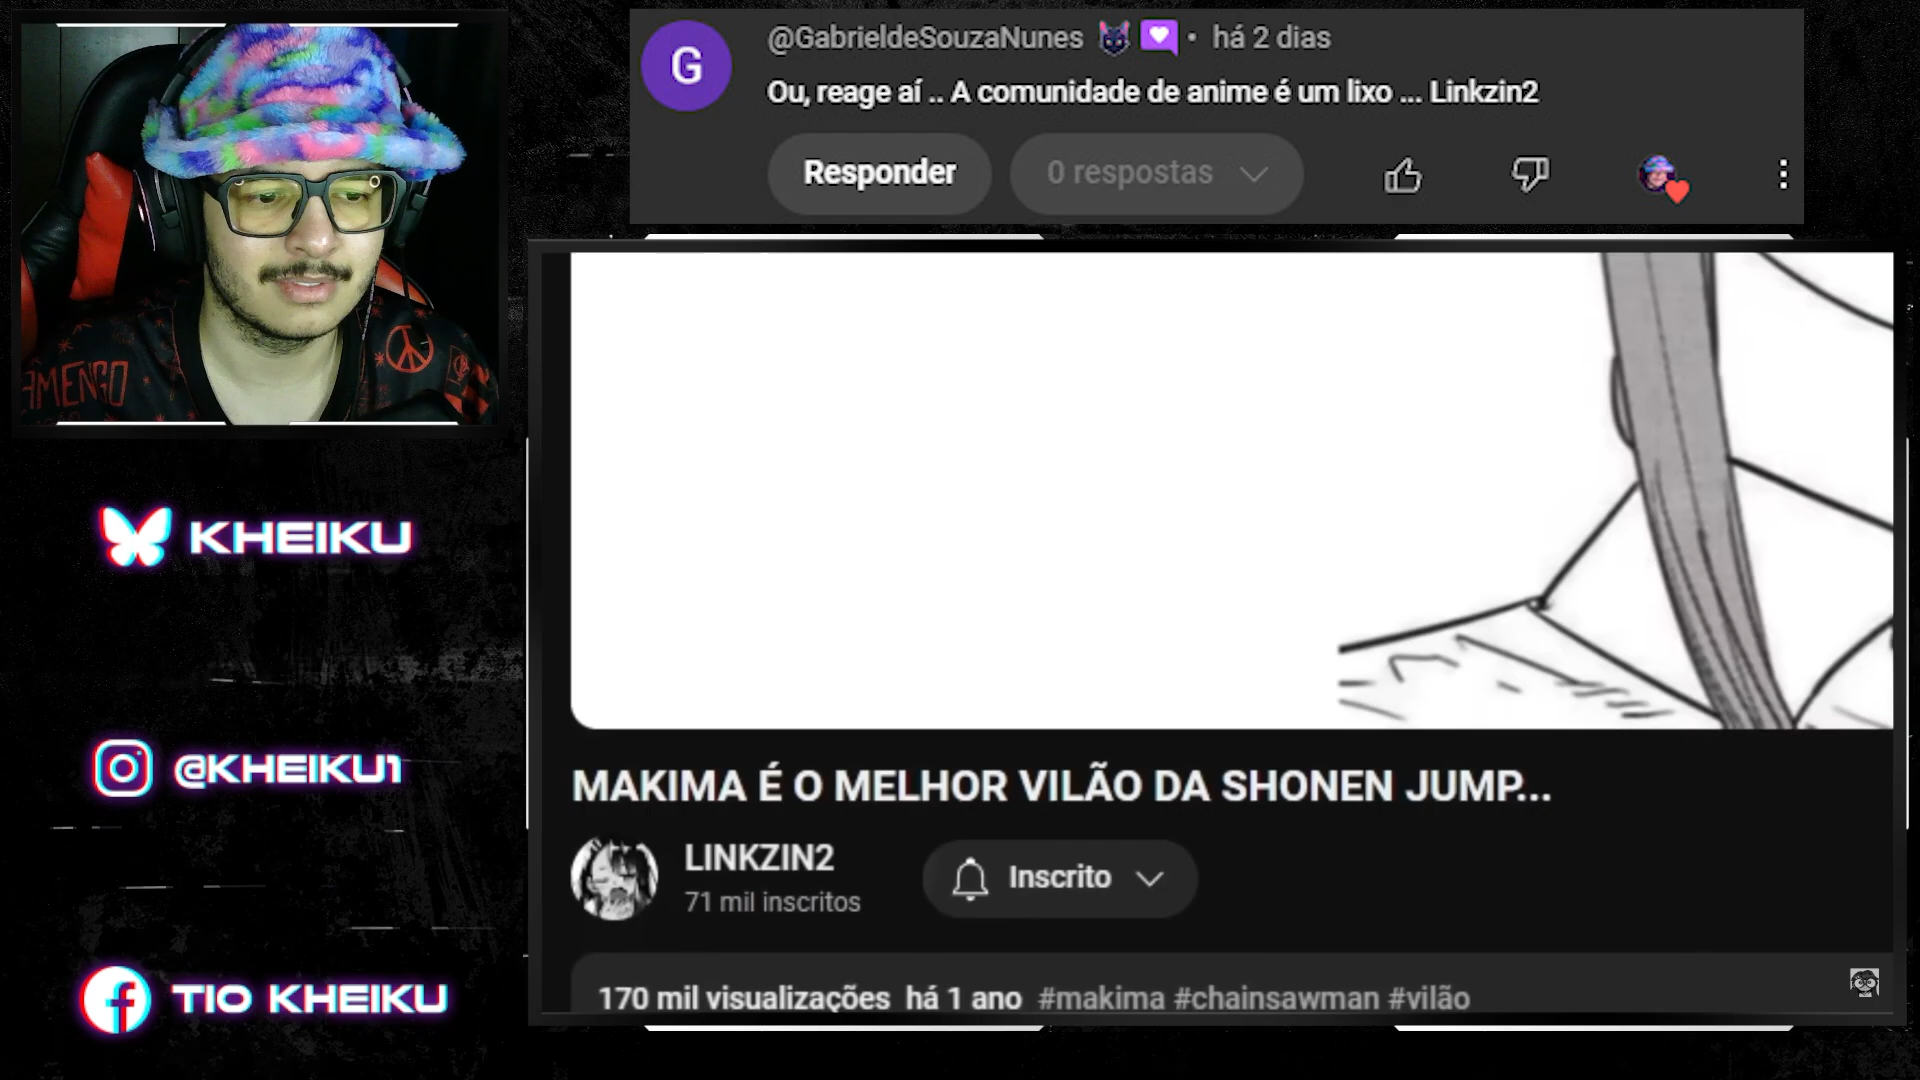 @GabrieldeSouzaNunes • há 2 dias
Ou, reage aí .. A comunidade de anime é um lixo ... Linkzin2
Responder
0 respostas
MENGO
KHEIKU
@KHEIKU1
TIO KHEIKU
MAKIMA É O MELHOR VILÃO DA SHONEN JUMP...
LINKZIN2
71 mil inscritos
Inscrito
170 mil visualizações há 1 ano #makima #chainsawman #vilão